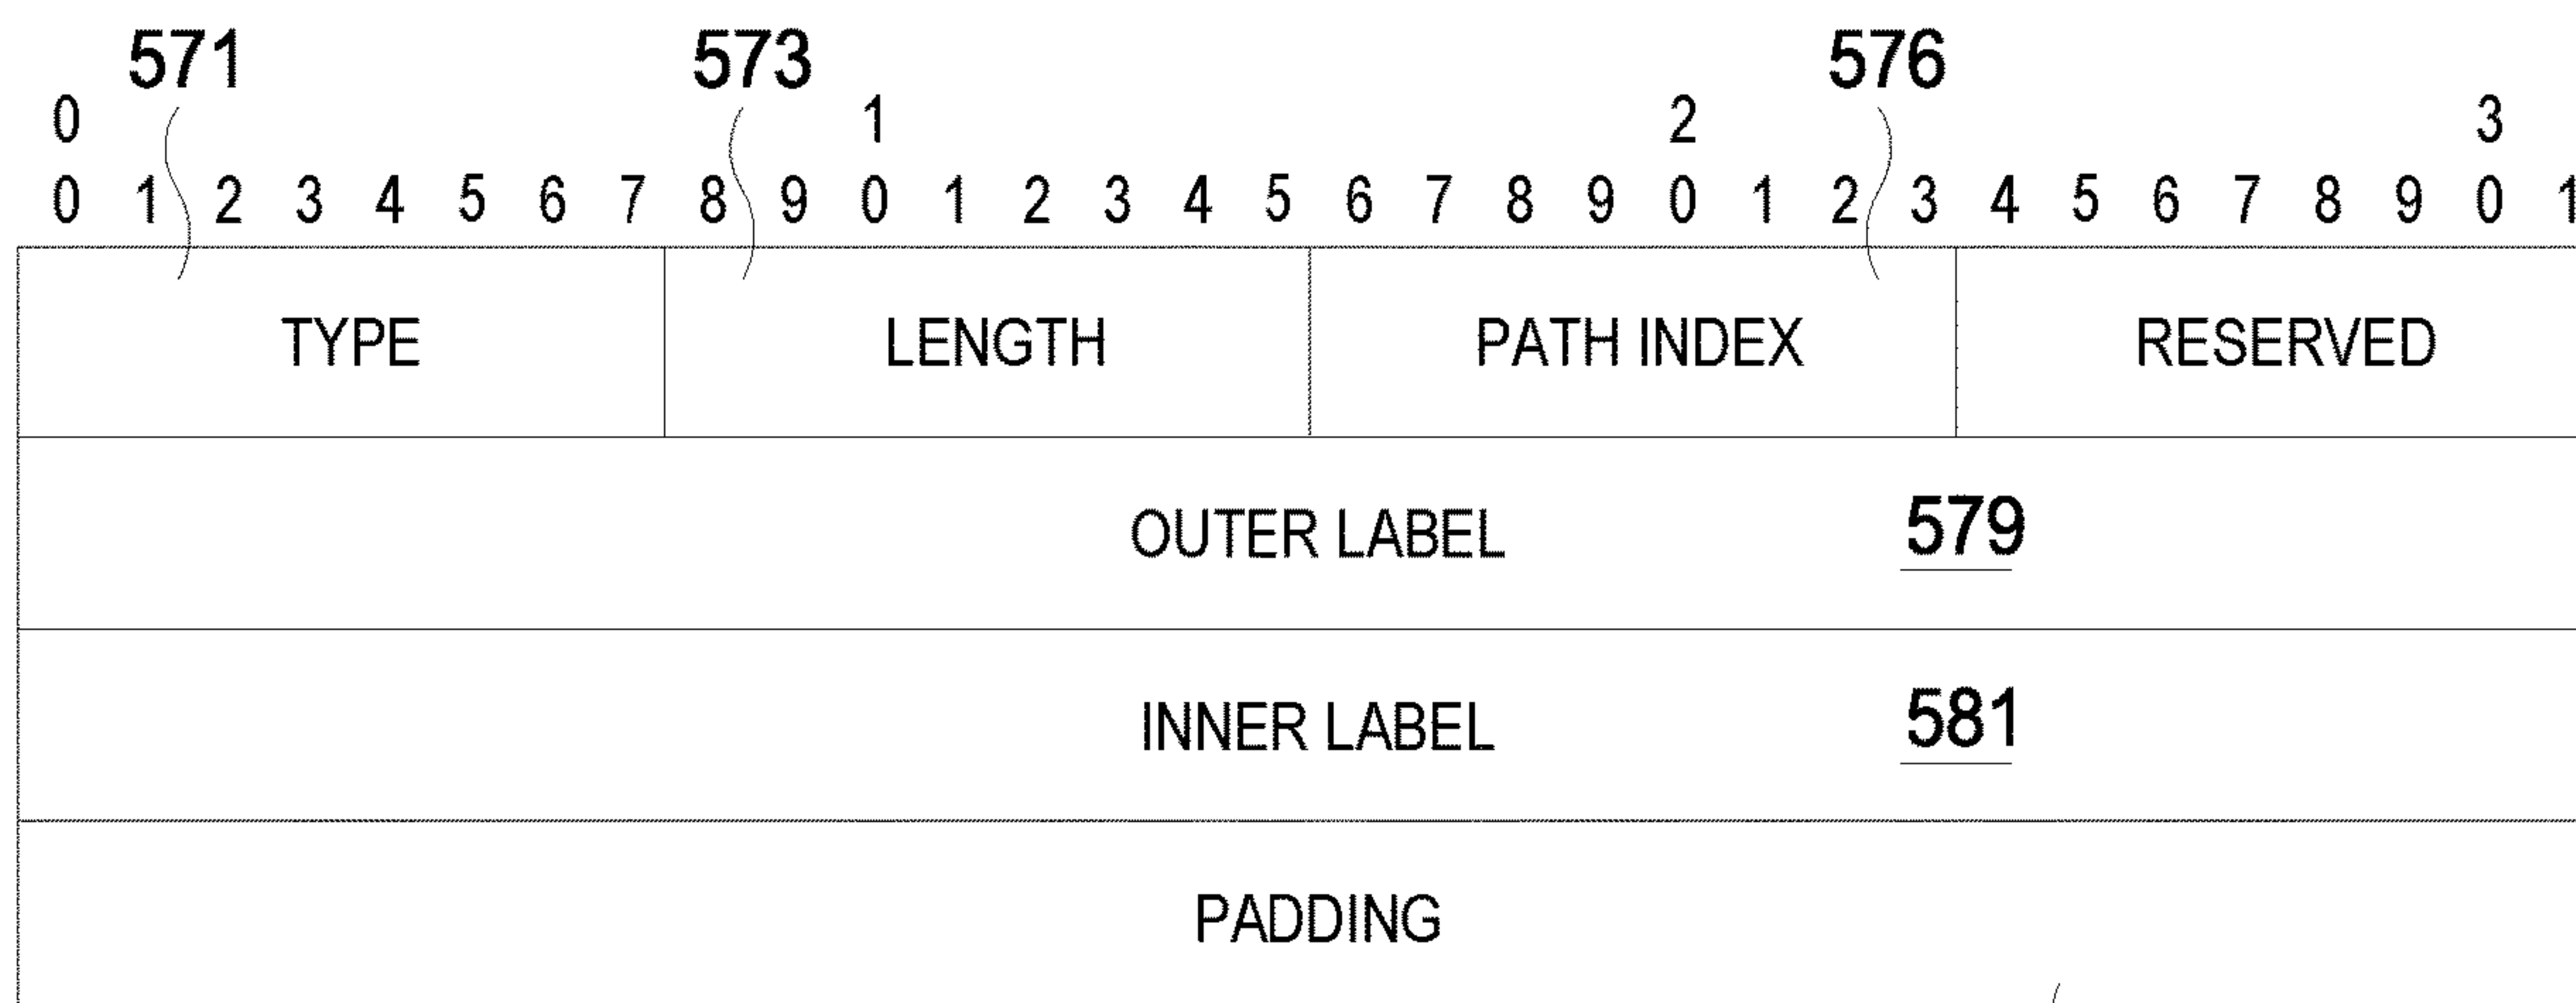 571 573 576
0 1 2 3
0 1 2 3 4 5 6 7 8 9 0 1 2 3 4 5 6 7 8 9 0 1 2 3 4 5 6 7 8 9 0 1
TYPE LENGTH PATH INDEX RESERVED
OUTER LABEL 579
INNER LABEL 581
PADDING